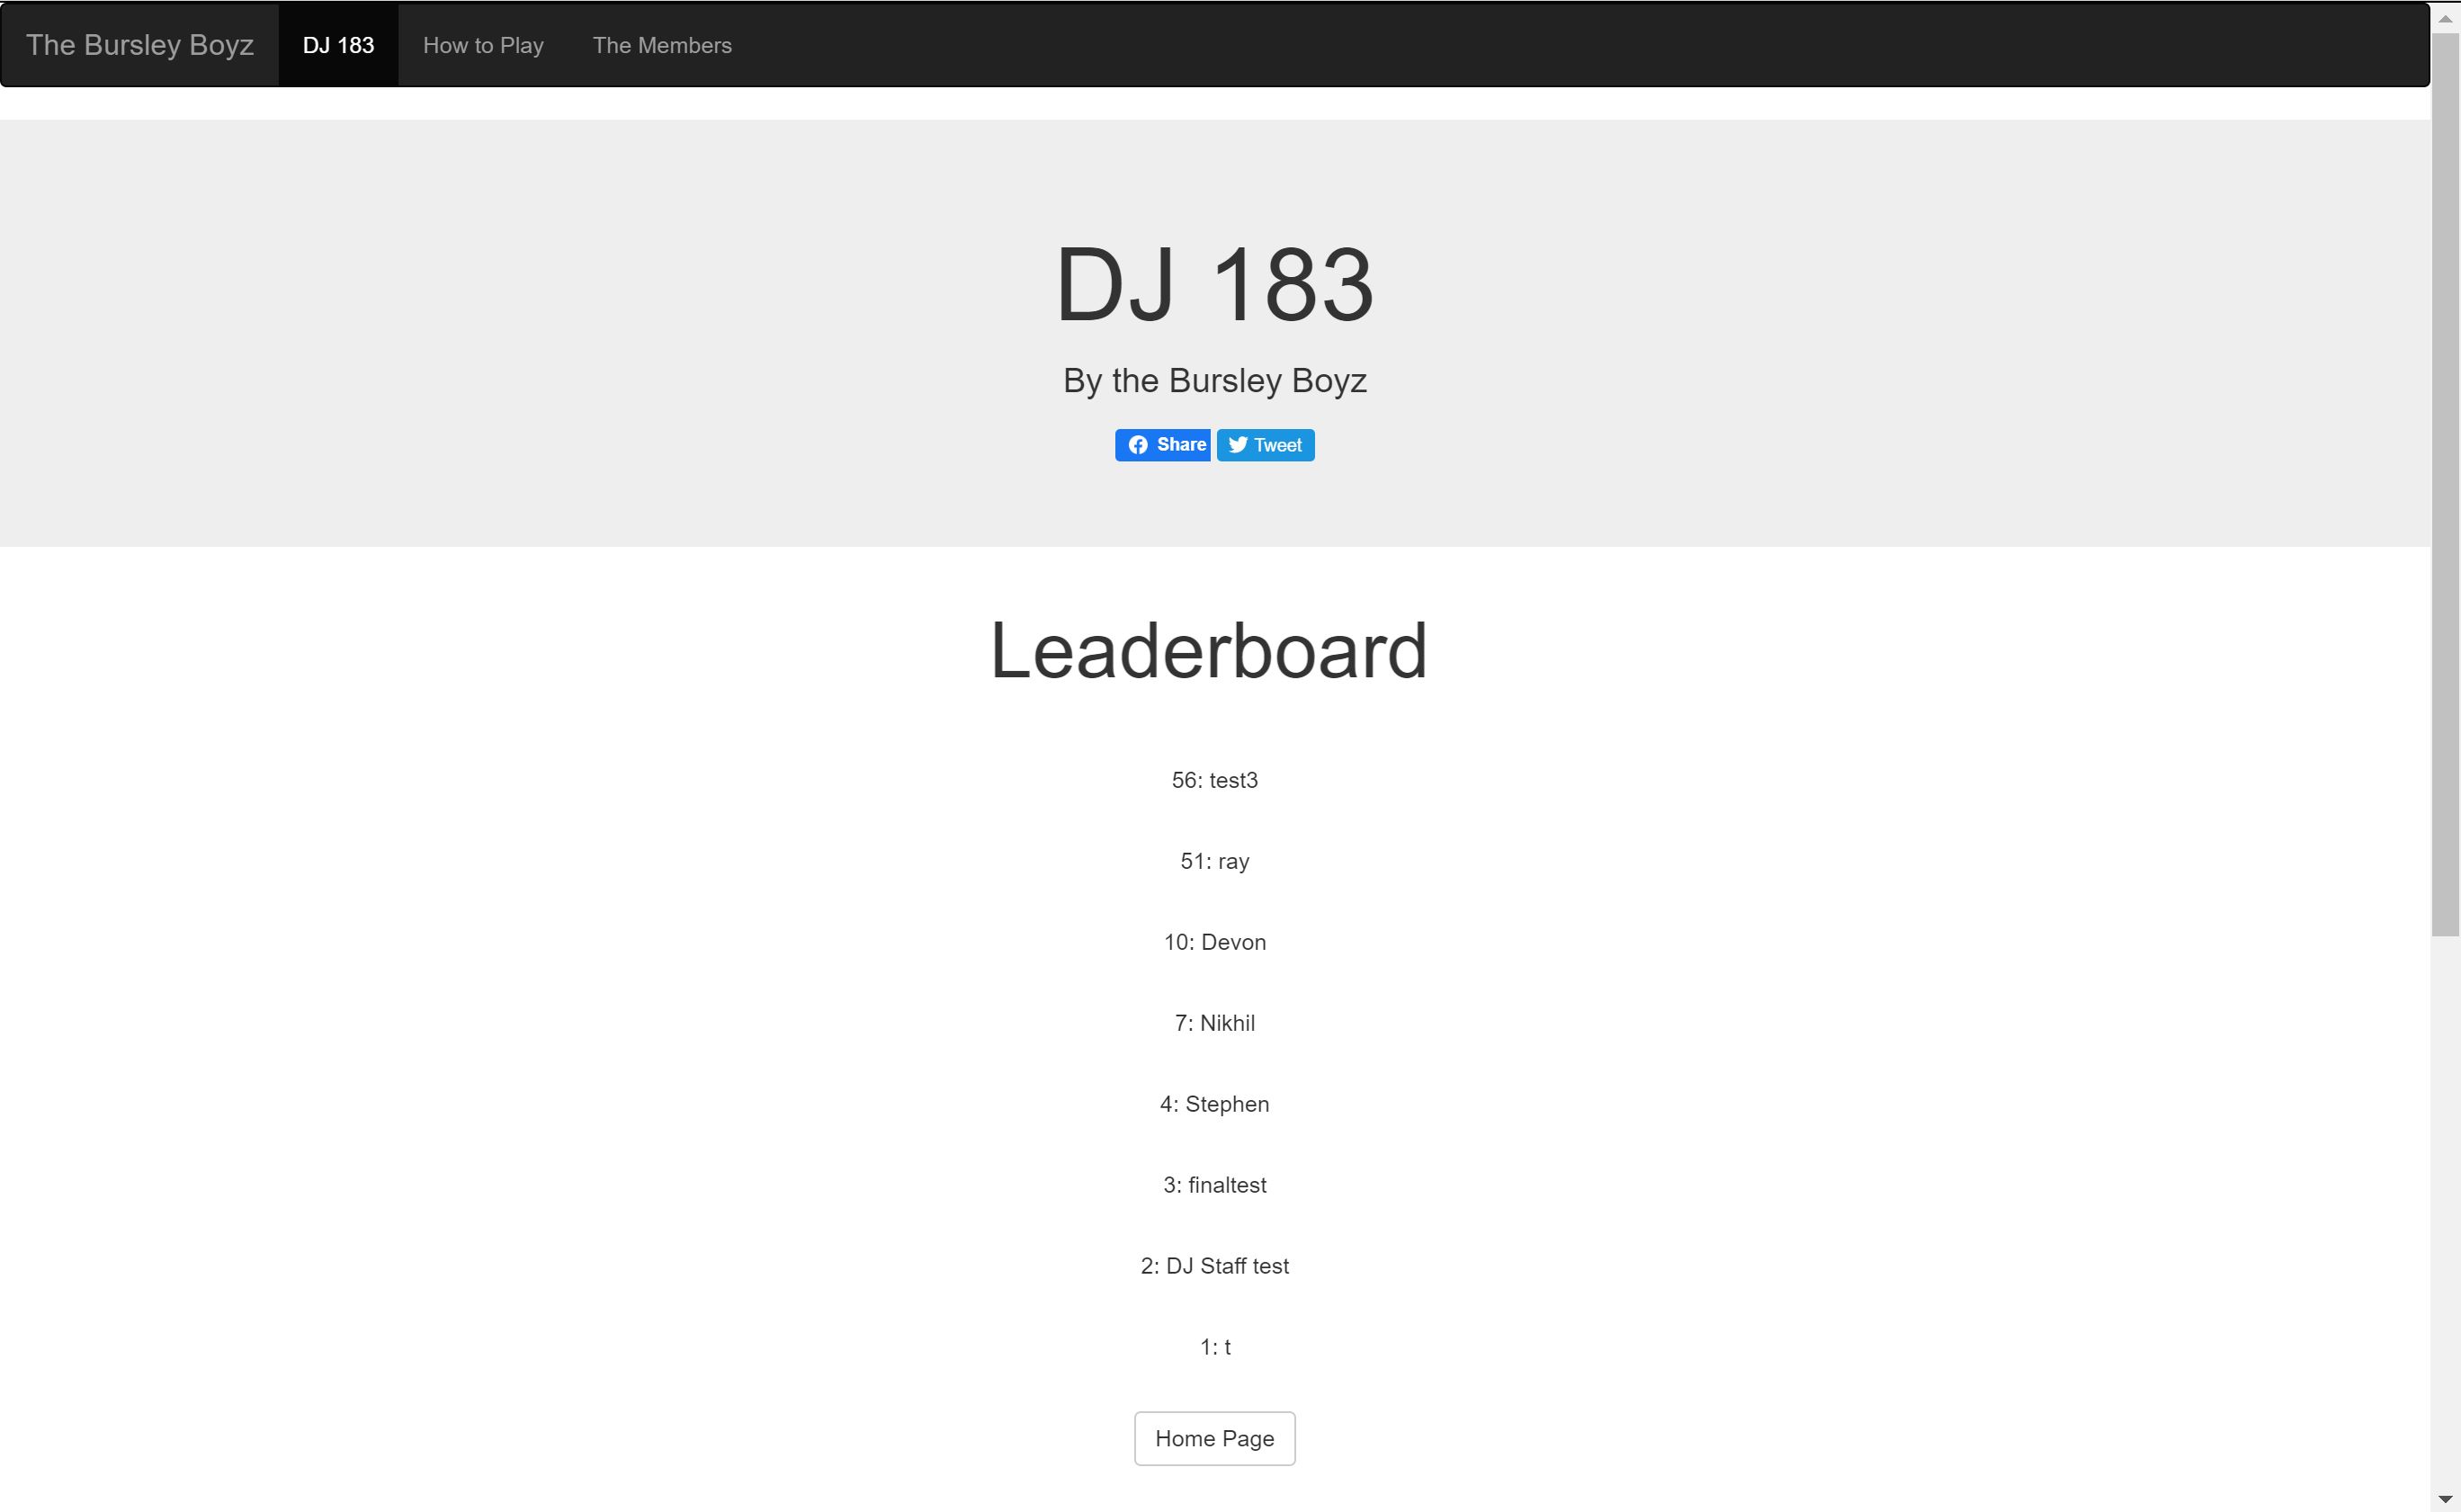 The Bursley Boyz DJ 183 How to Play The Members
DJ 183
By the Bursley Boyz
Share Tweet
Leaderboard
56: test3
51: ray
10: Devon
7: Nikhil
4: Stephen
3: finaltest
2: DJ Staff test
1: t
Home Page